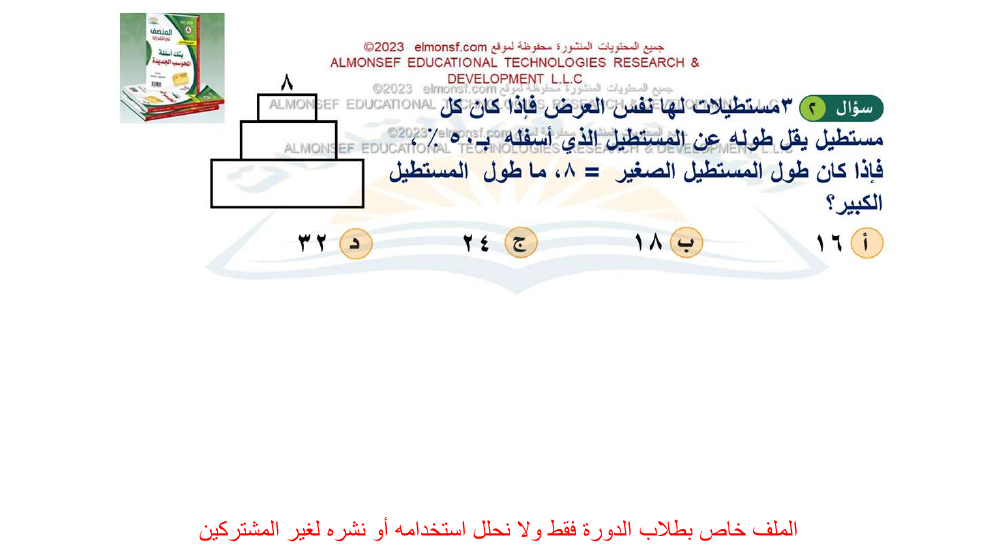 جميع المحتويات المنشورة محفوظة لموقع elmonsf.com ©2023
ALMONSEF EDUCATIONAL TECHNOLOGIES RESEARCH &
DEVELOPMENT L.L.C
جميع المحتويات المنشورة محفوظة لموقع elmonsf.com ©2023
ALMONSEF EDUCATIONAL TECHNOLOGIES RESEARCH & DEVELOPMENT L.L.C
©2023 elmonsf.com جميع المحتويات المنشورة محفوظة لموقع
ALMONSEF EDUCATIONAL TECHNOLOGIES RESEARCH & DEVELOPMENT L.L.C
المنصف
بنك أسئلة
المحوسب الجديدة
سؤال ٢ ٣ مستطيلات لها نفس العرض فإذا كان كل
مستطيل يقل طوله عن المستطيل الذي أسفله بـ ٥٠٪ ،
فإذا كان طول المستطيل الصغير = ٨، ما طول المستطيل
الكبير؟
٨
أ ١٦ ب ١٨ ج ٢٤ د ٣٢
الملف خاص بطلاب الدورة فقط ولا نحلل استخدامه أو نشره لغير المشتركين